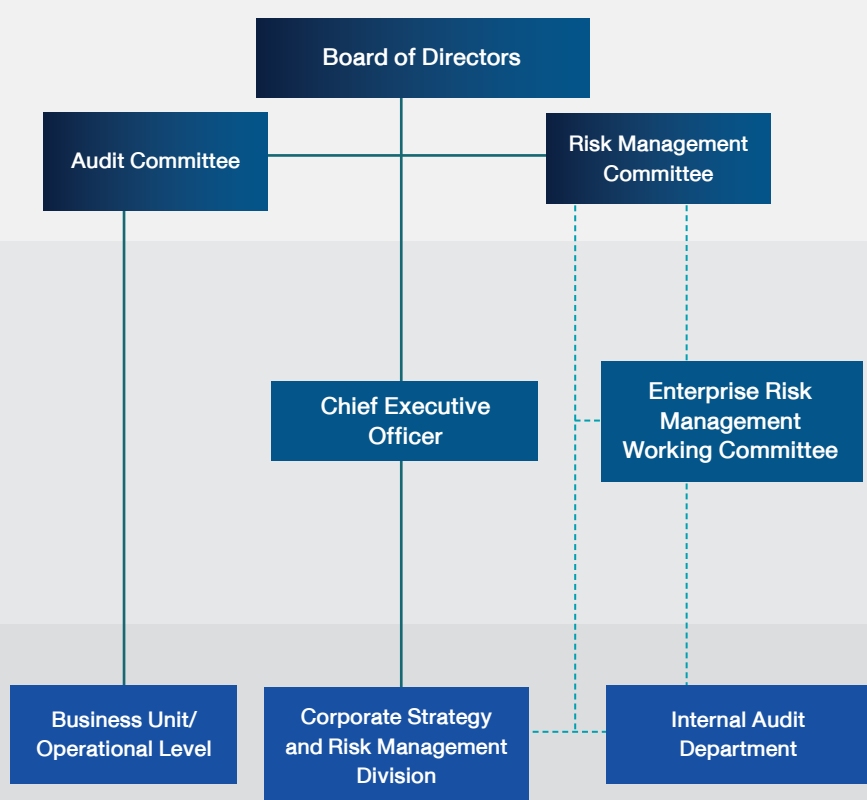 Board of Directors
Audit Committee
Risk Management
Committee
Chief Executive
Officer
Enterprise Risk
Management
Working Committee
Business Unit/
Operational Level
Corporate Strategy
and Risk Management
Division
Internal Audit
Department